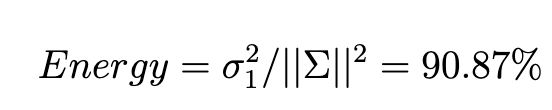 Energy = σ₁²/||Σ||² = 90.87%